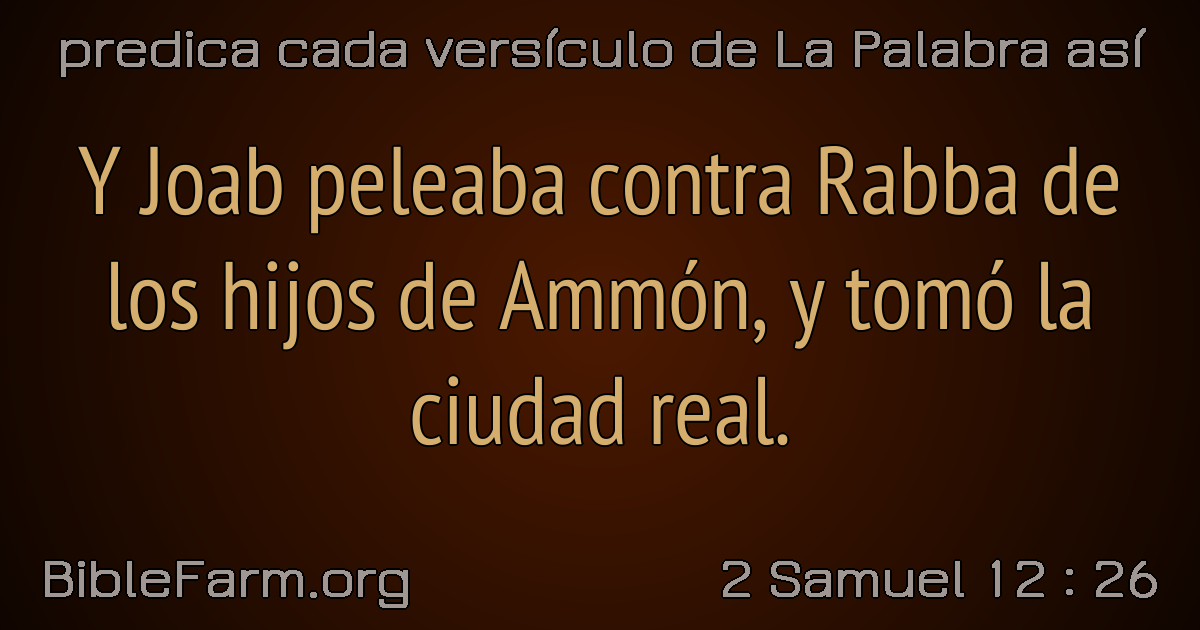 predica cada versículo de La Palabra así
Y Joab peleaba contra Rabba de
los hijos de Ammón, y tomó la
ciudad real.
BibleFarm.org
2 Samuel 12 : 26